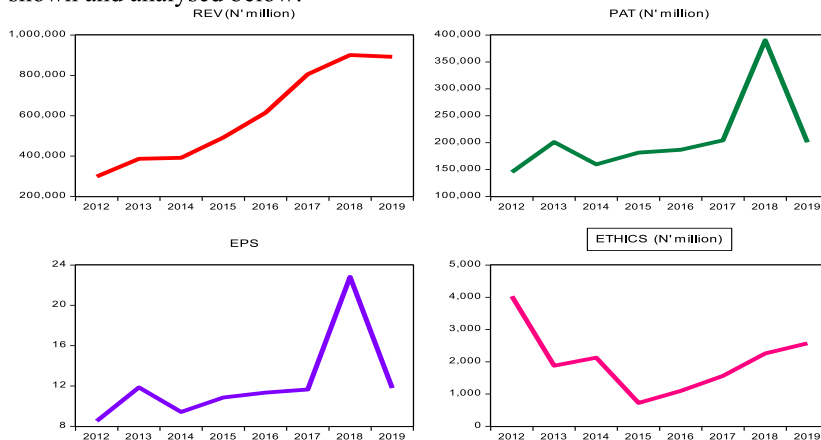 shown and analysed below.
REV (N' million)
1,000,000
800,000
600,000
400,000
200,000
2012 2013 2014 2015 2016 2017 2018 2019
PAT (N' million)
400,000
350,000
300,000
250,000
200,000
150,000
100,000
2012 2013 2014 2015 2016 2017 2018 2019
EPS
24
20
16
12
8
2012 2013 2014 2015 2016 2017 2018 2019
ETHICS (N' million)
5,000
4,000
3,000
2,000
1,000
0
2012 2013 2014 2015 2016 2017 2018 2019